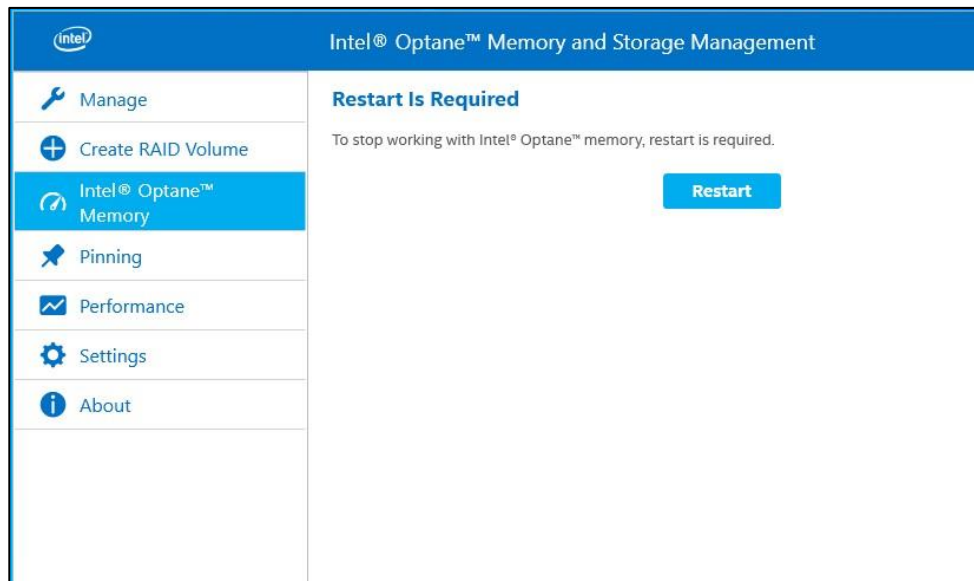 intel
Intel® Optane™ Memory and Storage Management
Manage
Create RAID Volume
Intel® Optane™
Memory
Pinning
Performance
Settings
About
Restart Is Required
To stop working with Intel® Optane™ memory, restart is required.
Restart